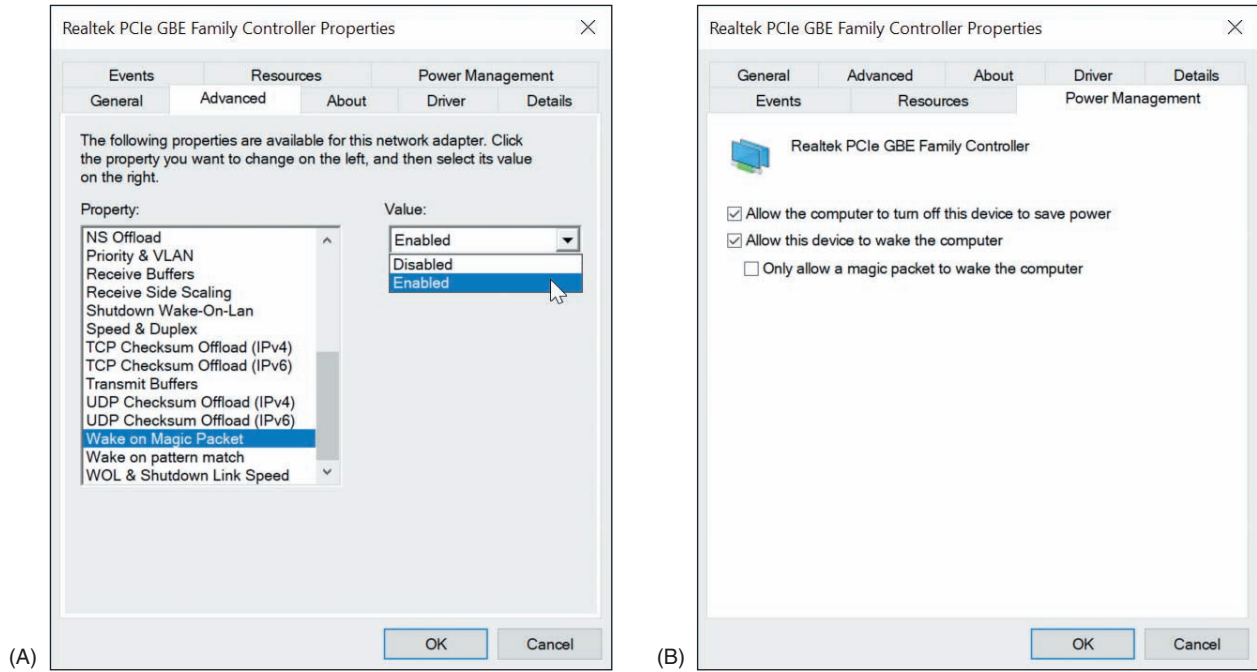 Realtek PCIe GBE Family Controller Properties
Events Resources Power Management
General Advanced About Driver Details
The following properties are available for this network adapter. Click
the property you want to change on the left, and then select its value
on the right.
Property:
NS Offload
Priority & VLAN
Receive Buffers
Receive Side Scaling
Shutdown Wake-On-Lan
Speed & Duplex
TCP Checksum Offload (IPv4)
TCP Checksum Offload (IPv6)
Transmit Buffers
UDP Checksum Offload (IPv4)
UDP Checksum Offload (IPv6)
Wake on Magic Packet
Wake on pattern match
WOL & Shutdown Link Speed
Value:
Enabled
Disabled
Enabled
OK Cancel
(A)
Realtek PCIe GBE Family Controller Properties
General Advanced About Driver Details
Events Resources Power Management
Realtek PCIe GBE Family Controller
Allow the computer to turn off this device to save power
Allow this device to wake the computer
Only allow a magic packet to wake the computer
OK Cancel
(B)